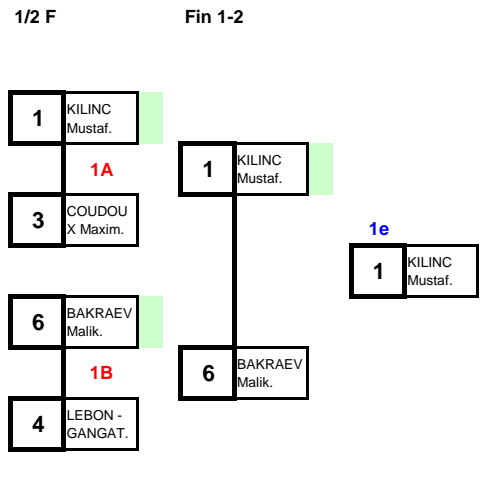 1/2 F
Fin 1-2
1
KILINC
Mustaf.
1A
3
COUDOU
X Maxim.
6
BAKRAEV
Malik.
1B
4
LEBON -
GANGAT.
1
KILINC
Mustaf.
6
BAKRAEV
Malik.
1e
1
KILINC
Mustaf.